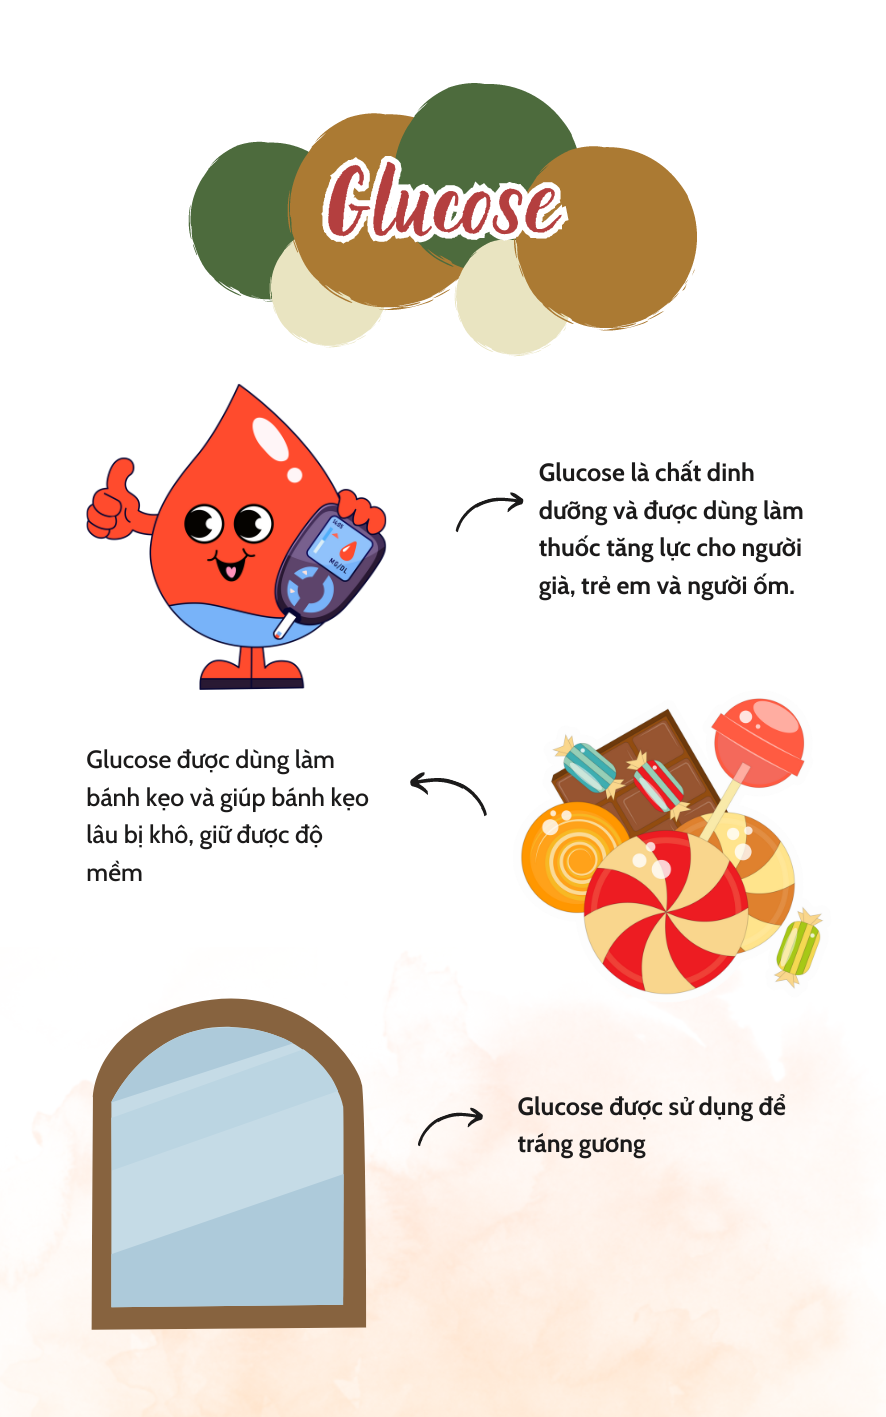 Glucose
Glucose là chất dinh
dưỡng và được dùng làm
thuốc tăng lực cho người
già, trẻ em và người ốm.
MG/DL
Glucose được dùng làm
bánh kẹo và giúp bánh kẹo
lâu bị khô, giữ được độ
mềm
Glucose được sử dụng để
tráng gương